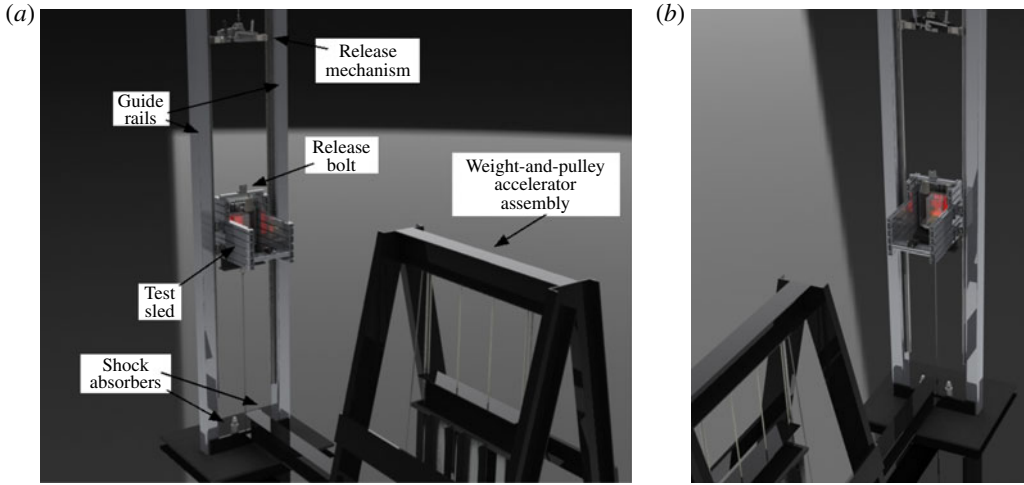 (a)
Release
mechanism
Guide
rails
Release
bolt
Weight-and-pulley
accelerator
assembly
Test
sled
Shock
absorbers
(b)